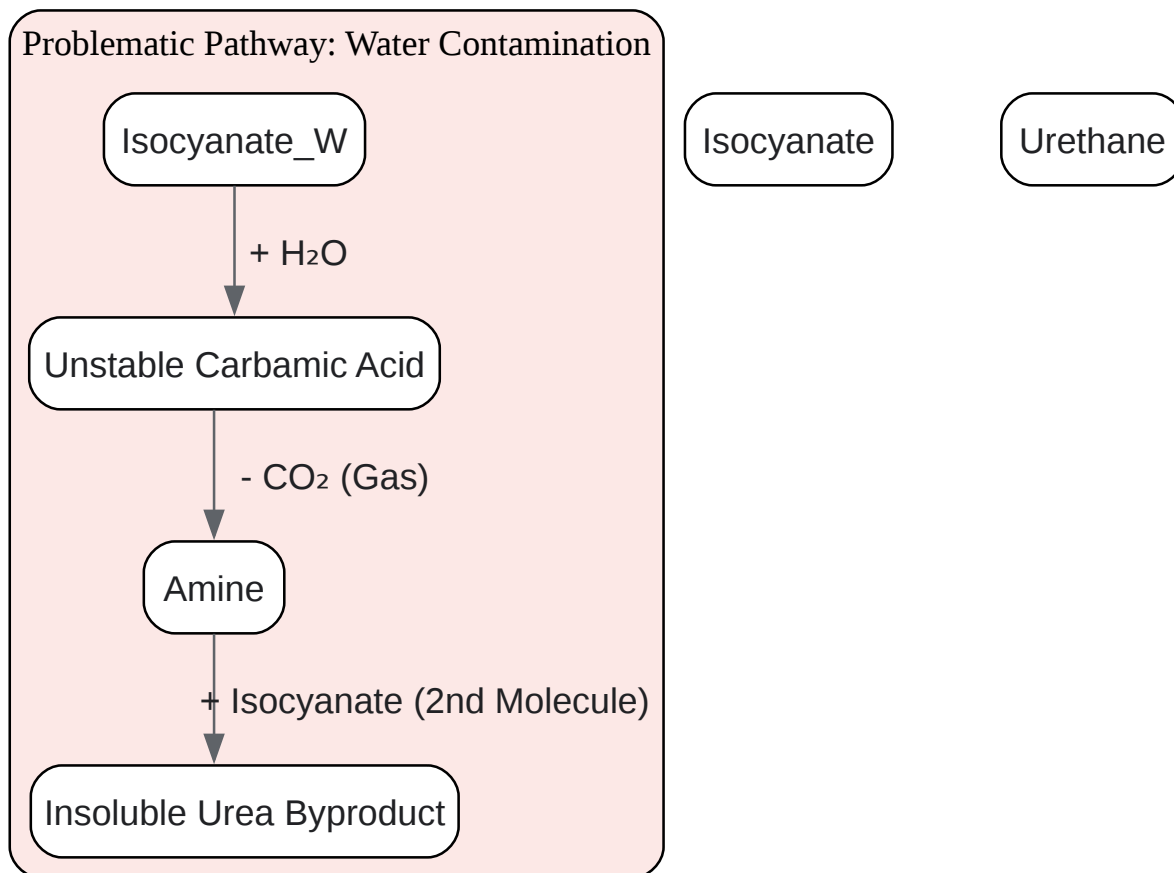 Problematic Pathway: Water Contamination
Isocyanate_W
Isocyanate
Urethane
+ H₂O
Unstable Carbamic Acid
- CO₂ (Gas)
Amine
+ Isocyanate (2nd Molecule)
Insoluble Urea Byproduct